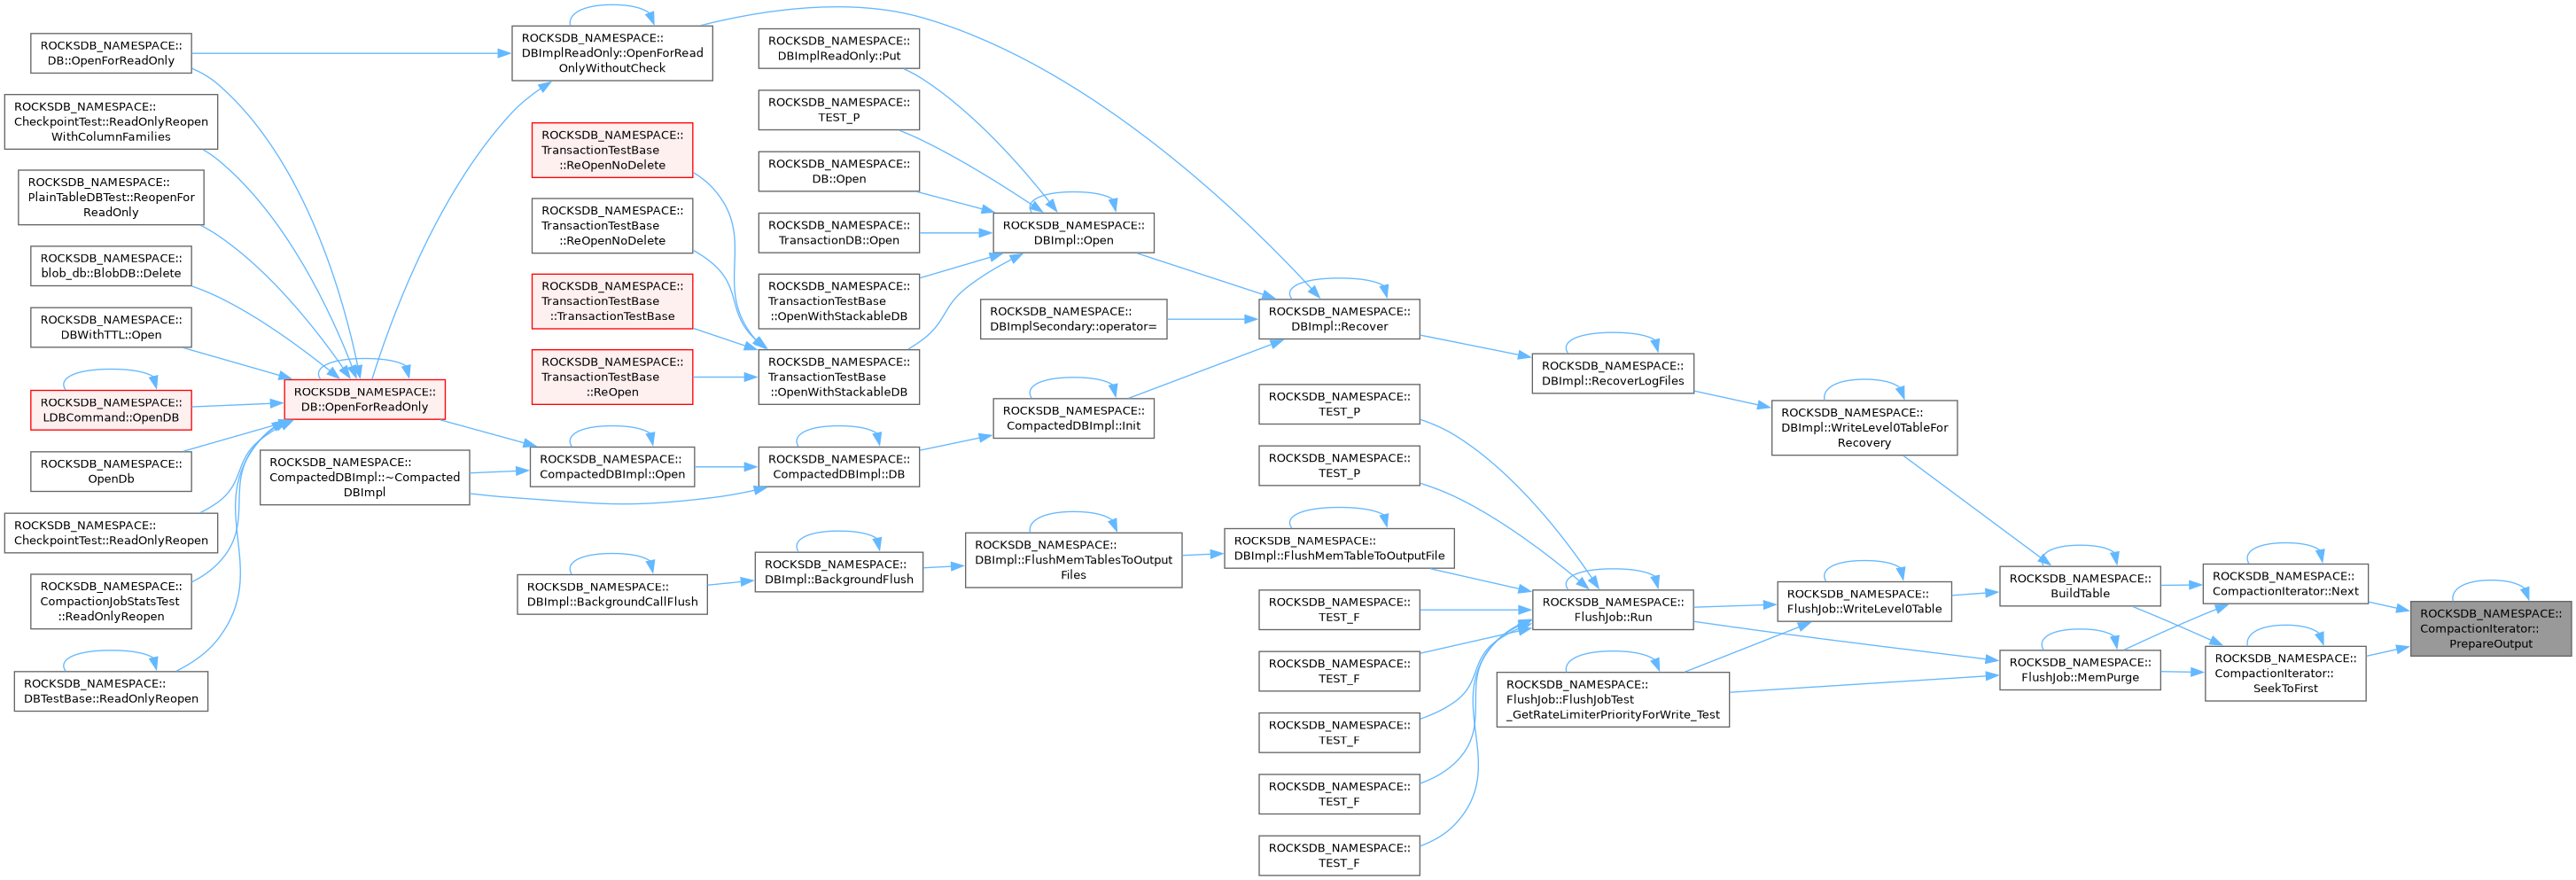 ROCKSDB_NAMESPACE::
DB::OpenForReadOnly
ROCKSDB_NAMESPACE::
CheckpointTest::ReadOnlyReopen
WithColumnFamilies
ROCKSDB_NAMESPACE::
PlainTableDBTest::ReopenFor
ReadOnly
ROCKSDB_NAMESPACE::
blob_db::BlobDB::Delete
ROCKSDB_NAMESPACE::
DBWithTTL::Open
ROCKSDB_NAMESPACE::
LDBCommand::OpenDB
ROCKSDB_NAMESPACE::
OpenDb
ROCKSDB_NAMESPACE::
CheckpointTest::ReadOnlyReopen
ROCKSDB_NAMESPACE::
CompactionJobStatsTest
::ReadOnlyReopen
ROCKSDB_NAMESPACE::
DBTestBase::ReadOnlyReopen
ROCKSDB_NAMESPACE::
DB::OpenForReadOnly
ROCKSDB_NAMESPACE::
CompactedDBImpl::~Compacted
DBImpl
ROCKSDB_NAMESPACE::
DBImplReadOnly::OpenForRead
OnlyWithoutCheck
ROCKSDB_NAMESPACE::
TransactionTestBase
::ReOpenNoDelete
ROCKSDB_NAMESPACE::
TransactionTestBase
::ReOpenNoDelete
ROCKSDB_NAMESPACE::
TransactionTestBase
::TransactionTestBase
ROCKSDB_NAMESPACE::
TransactionTestBase
::ReOpen
ROCKSDB_NAMESPACE::
CompactedDBImpl::Open
ROCKSDB_NAMESPACE::
DBImpl::BackgroundCallFlush
ROCKSDB_NAMESPACE::
DBImplReadOnly::Put
ROCKSDB_NAMESPACE::
TEST_P
ROCKSDB_NAMESPACE::
DB::Open
ROCKSDB_NAMESPACE::
TransactionDB::Open
ROCKSDB_NAMESPACE::
TransactionTestBase
::OpenWithStackableDB
ROCKSDB_NAMESPACE::
TransactionTestBase
::OpenWithStackableDB
ROCKSDB_NAMESPACE::
CompactedDBImpl::DB
ROCKSDB_NAMESPACE::
DBImpl::BackgroundFlush
ROCKSDB_NAMESPACE::
DBImpl::Open
ROCKSDB_NAMESPACE::
DBImplSecondary::operator=
ROCKSDB_NAMESPACE::
CompactedDBImpl::Init
ROCKSDB_NAMESPACE::
DBImpl::FlushMemTablesToOutput
Files
ROCKSDB_NAMESPACE::
DBImpl::Recover
ROCKSDB_NAMESPACE::
TEST_P
ROCKSDB_NAMESPACE::
TEST_P
ROCKSDB_NAMESPACE::
DBImpl::FlushMemTableToOutputFile
ROCKSDB_NAMESPACE::
TEST_F
ROCKSDB_NAMESPACE::
TEST_F
ROCKSDB_NAMESPACE::
TEST_F
ROCKSDB_NAMESPACE::
TEST_F
ROCKSDB_NAMESPACE::
TEST_F
ROCKSDB_NAMESPACE::
DBImpl::RecoverLogFiles
ROCKSDB_NAMESPACE::
FlushJob::Run
ROCKSDB_NAMESPACE::
FlushJob::FlushJobTest
_GetRateLimiterPriorityForWrite_Test
ROCKSDB_NAMESPACE::
DBImpl::WriteLevel0TableFor
Recovery
ROCKSDB_NAMESPACE::
FlushJob::WriteLevel0Table
ROCKSDB_NAMESPACE::
BuildTable
ROCKSDB_NAMESPACE::
FlushJob::MemPurge
ROCKSDB_NAMESPACE::
CompactionIterator::Next
ROCKSDB_NAMESPACE::
CompactionIterator::
SeekToFirst
ROCKSDB_NAMESPACE::
CompactionIterator::
PrepareOutput